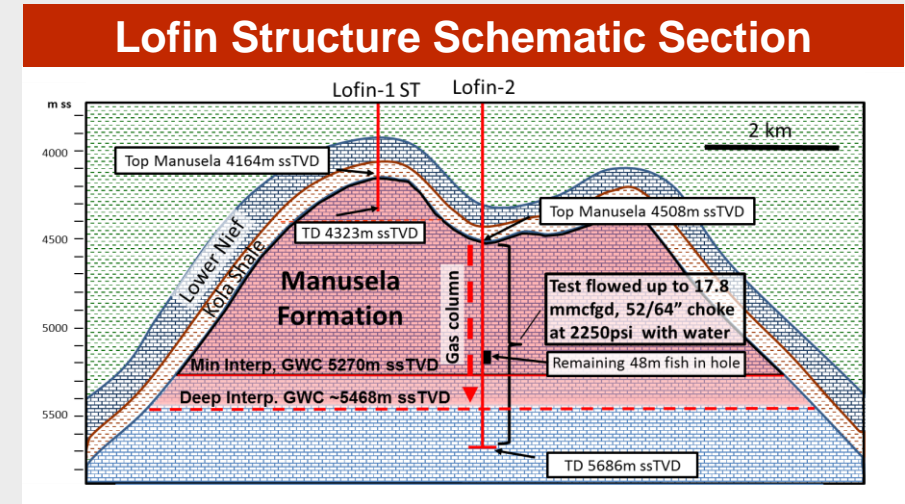 Lofin Structure Schematic Section
Lofin-1 ST
Lofin-2
m ss
2 km
4000
4500
5000
5500
Top Manusela 4164m ssTVD
TD 4323m ssTVD
Top Manusela 4508m ssTVD
Lower Nief
Kola Shale
Manusela
Formation
Gas column
Test flowed up to 17.8
mmcfgd, 52/64” choke
at 2250psi with water
Remaining 48m fish in hole
Min Interp, GWC 5270m ssTVD
Deep Interp. GWC ~5468m ssTVD
TD 5686m ssTVD